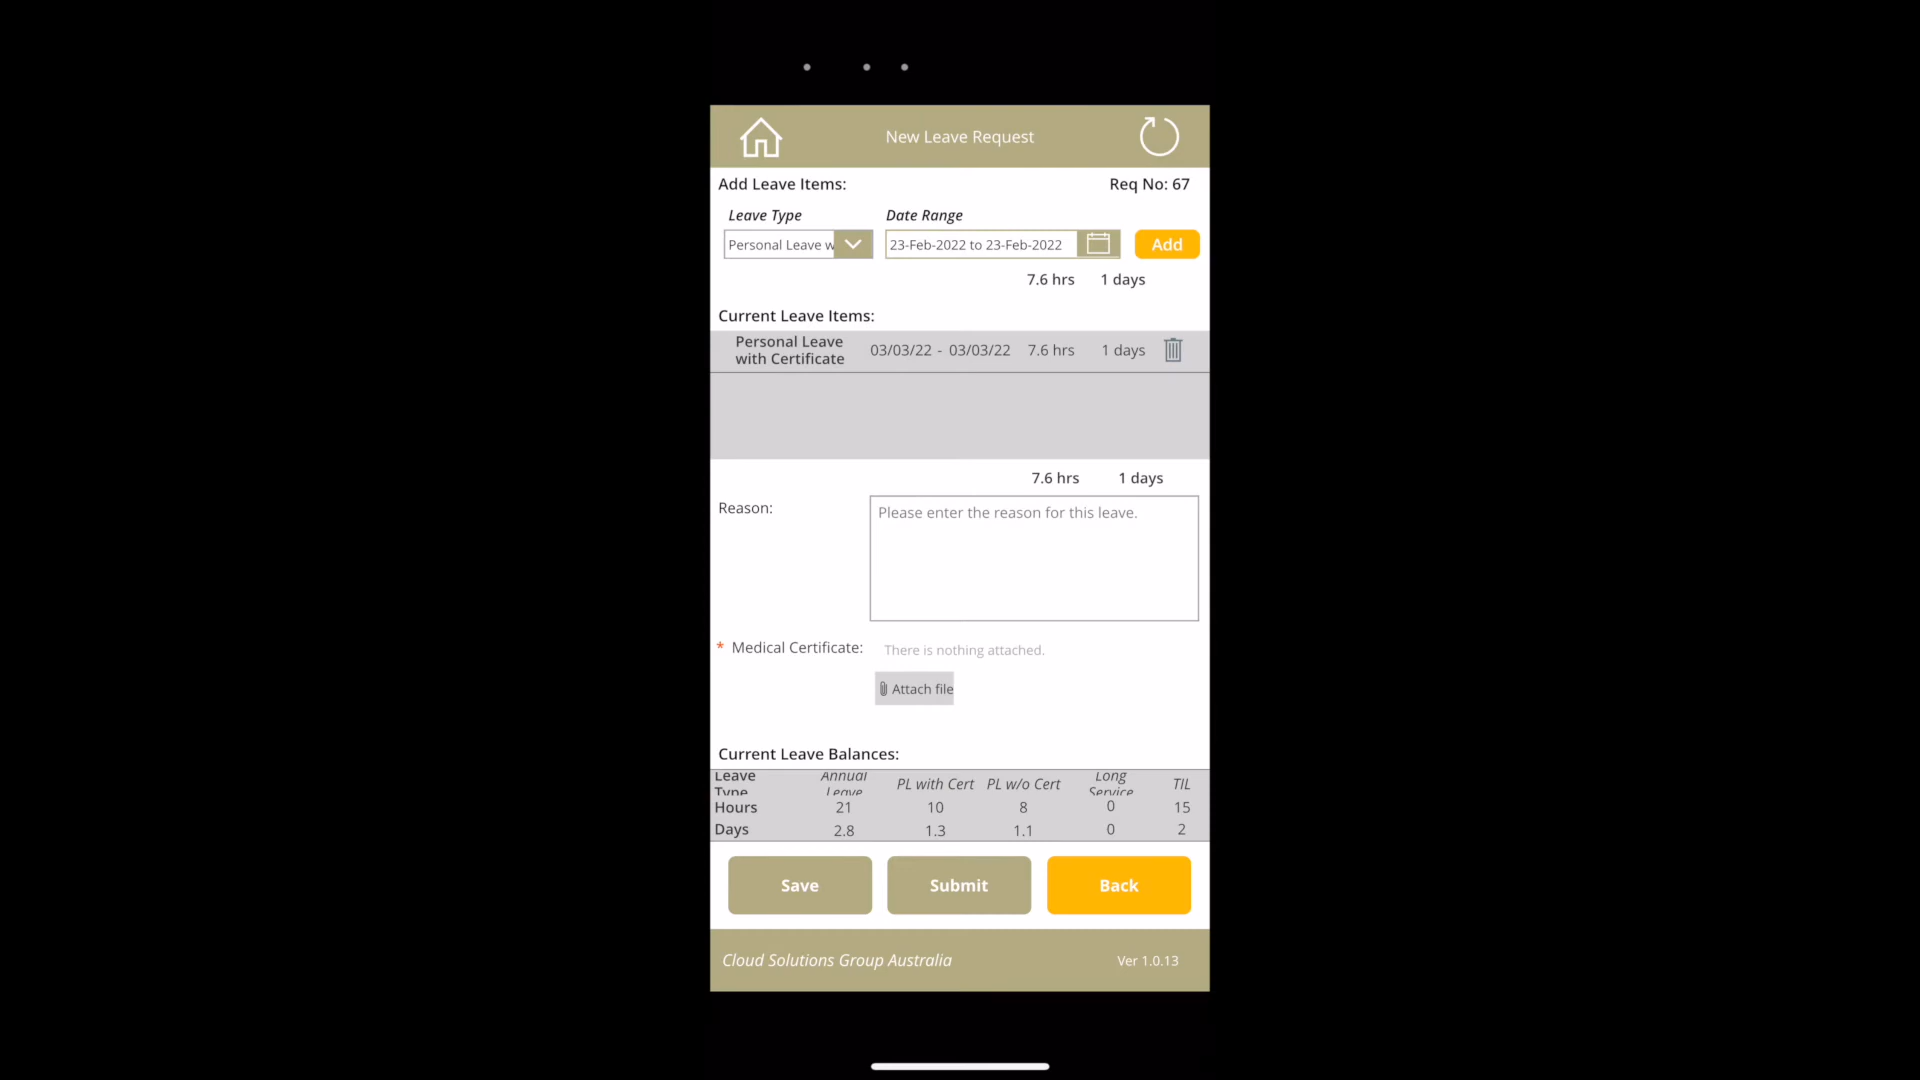 New Leave Request
Add Leave Items: Req No: 67
Leave Type Date Range
Personal Leave w 23-Feb-2022 to 23-Feb-2022 Add
7.6 hrs 1 days
Current Leave Items:
Personal Leave
with Certificate 03/03/22 - 03/03/22 7.6 hrs 1 days
7.6 hrs 1 days
Reason: Please enter the reason for this leave.
* Medical Certificate: There is nothing attached.
Attach file
Current Leave Balances:
Leave Type Annual Leave PL with Cert PL w/o Cert Long Service TIL
Hours 21 10 8 0 15
Days 2.8 1.3 1.1 0 2
Save Submit Back
Cloud Solutions Group Australia Ver 1.0.13